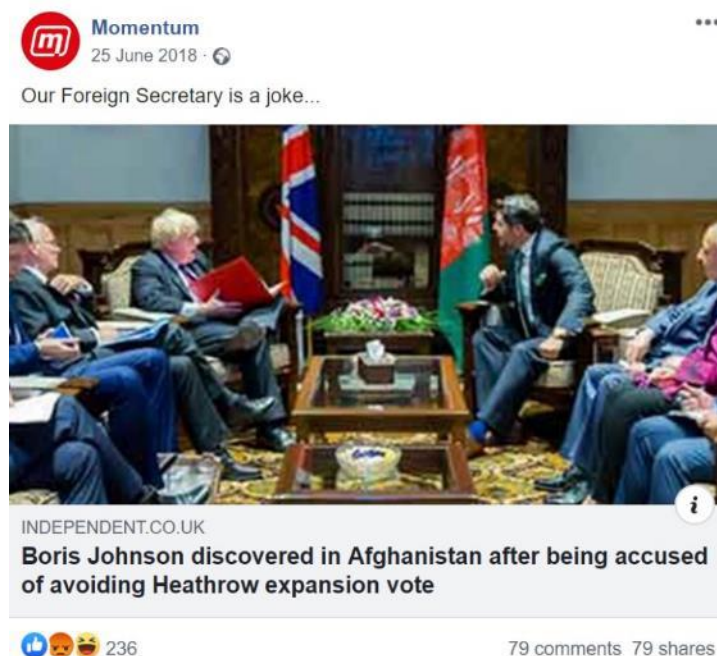 Momentum
25 June 2018 ·
Our Foreign Secretary is a joke...
INDEPENDENT.CO.UK
Boris Johnson discovered in Afghanistan after being accused
of avoiding Heathrow expansion vote
236
79 comments 79 shares